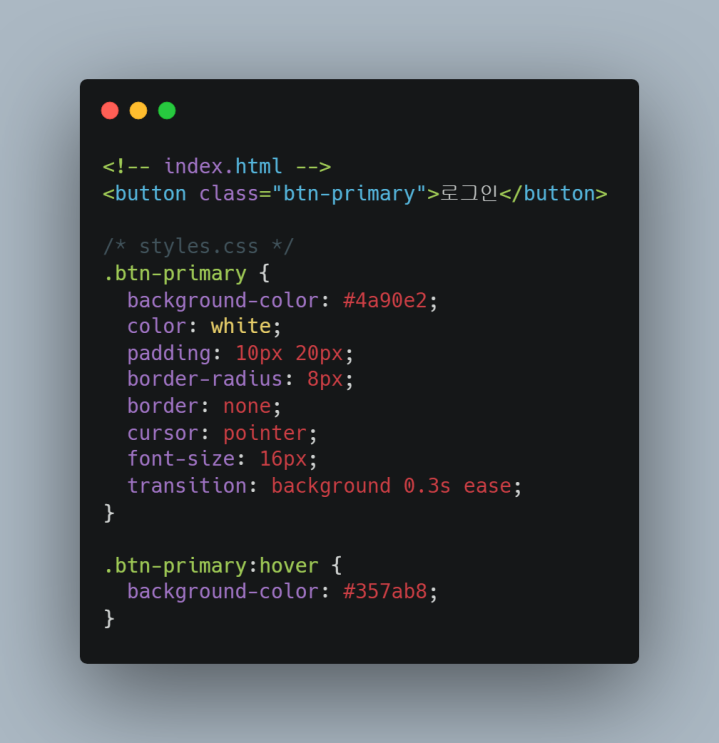 <!-- index.html -->
<button class="btn-primary">로그인</button>

/* styles.css */
.btn-primary {
  background-color: #4a90e2;
  color: white;
  padding: 10px 20px;
  border-radius: 8px;
  border: none;
  cursor: pointer;
  font-size: 16px;
  transition: background 0.3s ease;
}

.btn-primary:hover {
  background-color: #357ab8;
}